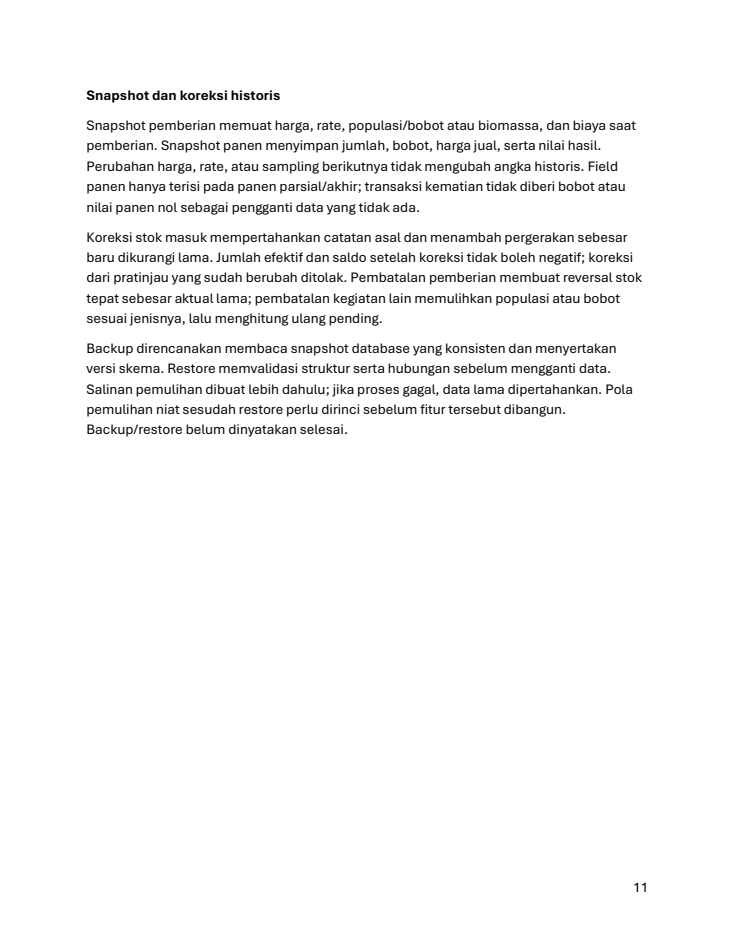 Snapshot dan koreksi historis
Snapshot pemberian memuat harga, rate, populasi/bobot atau biomassa, dan biaya saat
pemberian. Snapshot panen menyimpan jumlah, bobot, harga jual, serta nilai hasil.
Perubahan harga, rate, atau sampling berikutnya tidak mengubah angka historis. Field
panen hanya terisi pada panen parsial/akhir; transaksi kematian tidak diberi bobot atau
nilai panen nol sebagai pengganti data yang tidak ada.
Koreksi stok masuk mempertahankan catatan asal dan menambah pergerakan sebesar
baru dikurangi lama. Jumlah efektif dan saldo setelah koreksi tidak boleh negatif; koreksi
dari pratinjau yang sudah berubah ditolak. Pembatalan pemberian membuat reversal stok
tepat sebesar aktual lama; pembatalan kegiatan lain memulihkan populasi atau bobot
sesuai jenisnya, lalu menghitung ulang pending.
Backup direncanakan membaca snapshot database yang konsisten dan menyertakan
versi skema. Restore memvalidasi struktur serta hubungan sebelum mengganti data.
Salinan pemulihan dibuat lebih dahulu; jika proses gagal, data lama dipertahankan. Pola
pemulihan niat sesudah restore perlu dirinci sebelum fitur tersebut dibangun.
Backup/restore belum dinyatakan selesai.
11